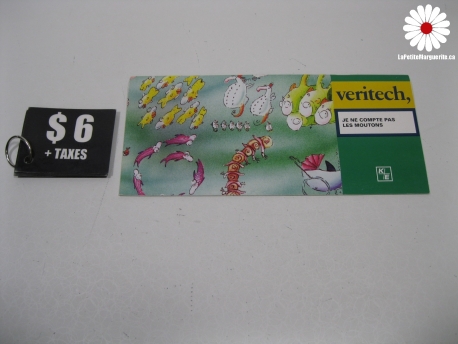 LaPetiteMarguerite.ca
$ 6
+ TAXES
veritech,
JE NE COMPTE PAS
LES MOUTONS
K
E